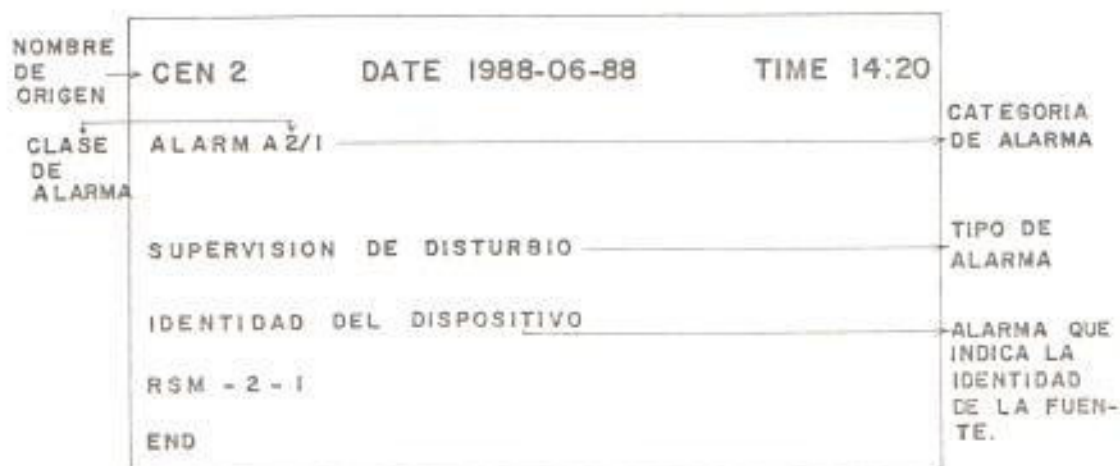 NOMBRE
DE
ORIGEN
CEN 2 DATE 1988-06-88 TIME 14:20
CLASE
DE
ALARMA
ALARM A2/1
CATEGORIA
DE ALARMA
SUPERVISION DE DISTURBIO
TIPO DE
ALARMA
IDENTIDAD DEL DISPOSITIVO
ALARMA QUE
INDICA LA
IDENTIDAD
DE LA FUEN-
TE.
RSM - 2 - 1
END